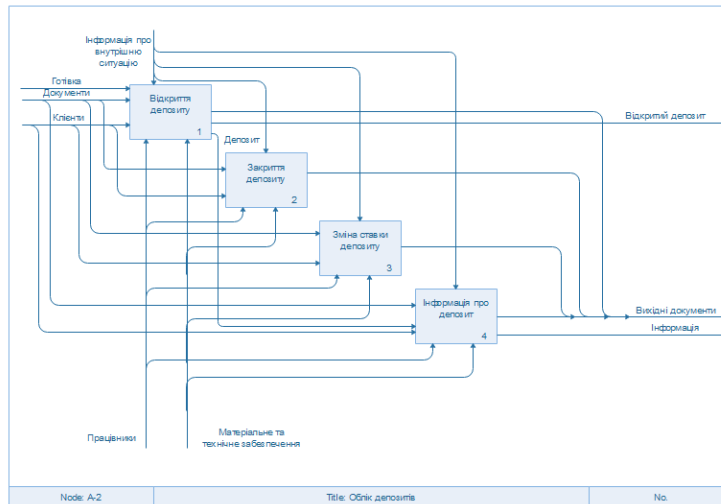 Інформація про
внутрішню
ситуацію
Готівка
Документи
Клієнти
Відкриття
депозиту
1
Депозит
Відкритий депозит
Закриття
депозиту
2
Зміна ставки
депозиту
3
Інформація про
депозит
4
Вихідні документи
Інформація
Працівники
Матеріальне та
технічне забезпечення
Node: A-2
Title: Облік депозитів
No.